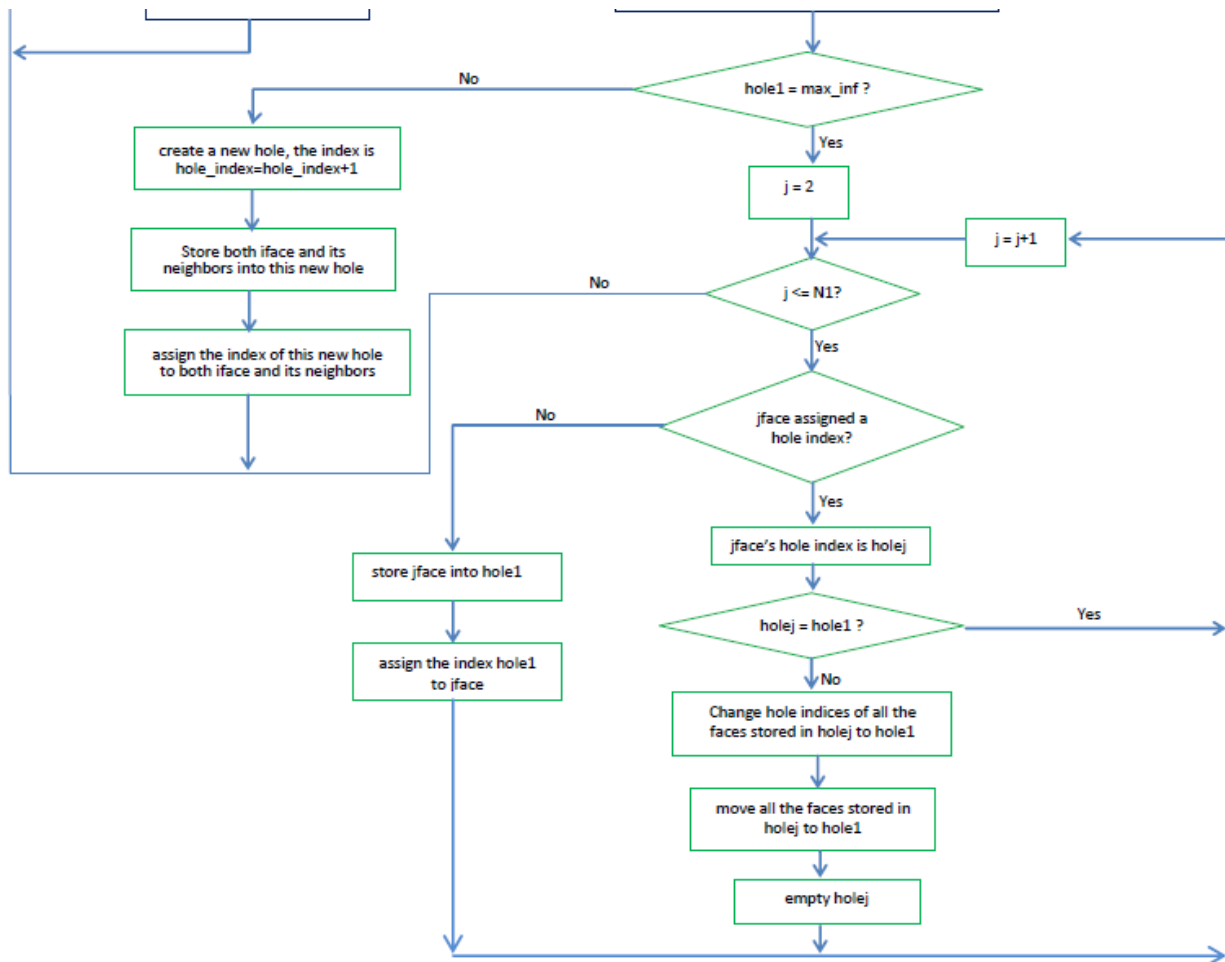 hole1 = max_inf ?
No
Yes
create a new hole, the index is
hole_index=hole_index+1
j = 2
Store both iface and its
neighbors into this new hole
j = j+1
No
j <= N1?
Yes
assign the index of this new hole
to both iface and its neighbors
No
jface assigned a
hole index?
Yes
jface's hole index is holej
store jface into hole1
holej = hole1 ?
Yes
assign the index hole1
to jface
No
Change hole indices of all the
faces stored in holej to hole1
move all the faces stored in
holej to hole1
empty holej